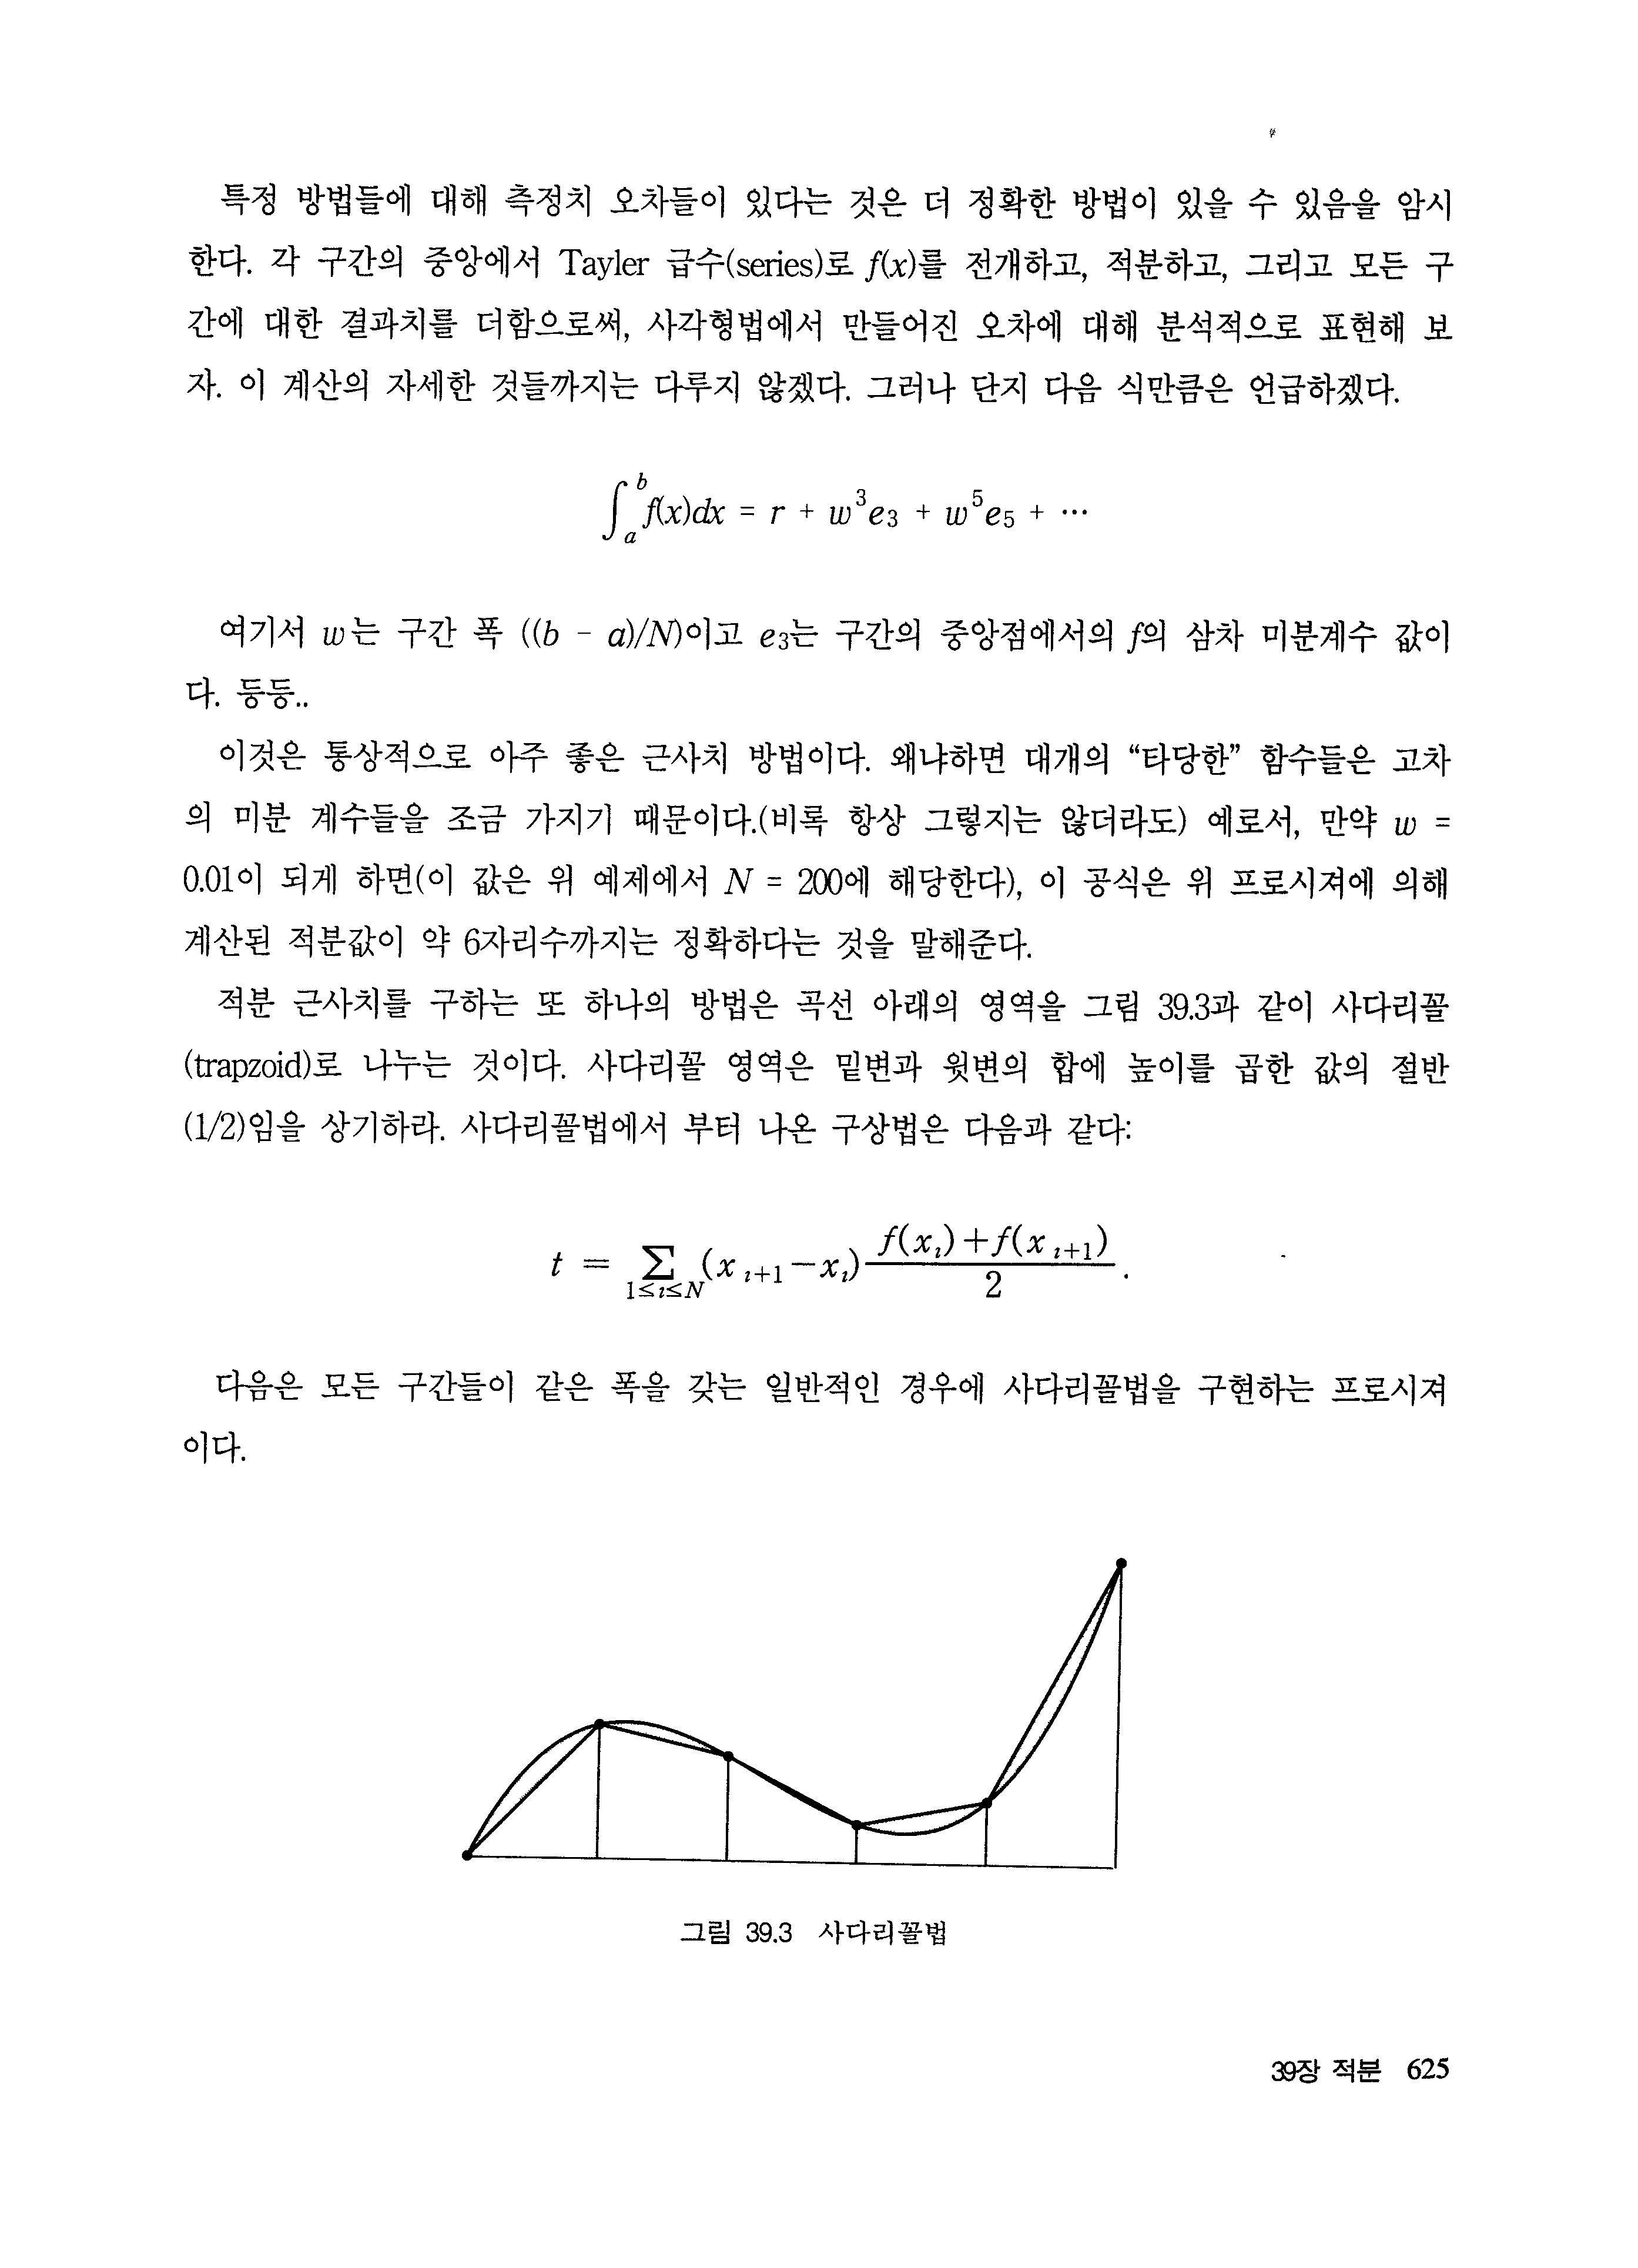 특정 방법들에 대해 측정치 오차들이 있다는 것은 더 정확한 방법이 있을 수 있음을 암시
한다. 각 구간의 중앙에서 Tayler 급수(series)로 f(x)를 전개하고, 적분하고, 그리고 모든 구
간에 대한 결과치를 더함으로써, 사각형법에서 만들어진 오차에 대해 분석적으로 표현해 보
자. 이 계산의 자세한 것들까지는 다루지 않겠다. 그러나 단지 다음 식만큼은 언급하겠다.
∫_a^b f(x)dx = r + w^3 e_3 + w^5 e_5 + ⋯
여기서 w는 구간 폭 ((b - a)/N)이고 e_3는 구간의 중앙점에서의 f의 삼차 미분계수 값이
다. 등등..
이것은 통상적으로 아주 좋은 근사치 방법이다. 왜냐하면 대개의 “타당한” 함수들은 고차
의 미분 계수들을 조금 가지기 때문이다.(비록 항상 그렇지는 않더라도) 예로서, 만약 w =
0.01이 되게 하면(이 값은 위 예제에서 N = 200에 해당한다), 이 공식은 위 프로시져에 의해
계산된 적분값이 약 6자리수까지는 정확하다는 것을 말해준다.
적분 근사치를 구하는 또 하나의 방법은 곡선 아래의 영역을 그림 39.3과 같이 사다리꼴
(trapzoid)로 나누는 것이다. 사다리꼴 영역은 밑변과 윗변의 합에 높이를 곱한 값의 절반
(1/2)임을 상기하라. 사다리꼴법에서 부터 나온 구상법은 다음과 같다:
t = ∑_{1≤i≤N} (x_{i+1} − x_i) (f(x_i)+f(x_{i+1}))/2 .
다음은 모든 구간들이 같은 폭을 갖는 일반적인 경우에 사다리꼴법을 구현하는 프로시져
이다.
그림 39.3 사다리꼴법
39장 적분 625